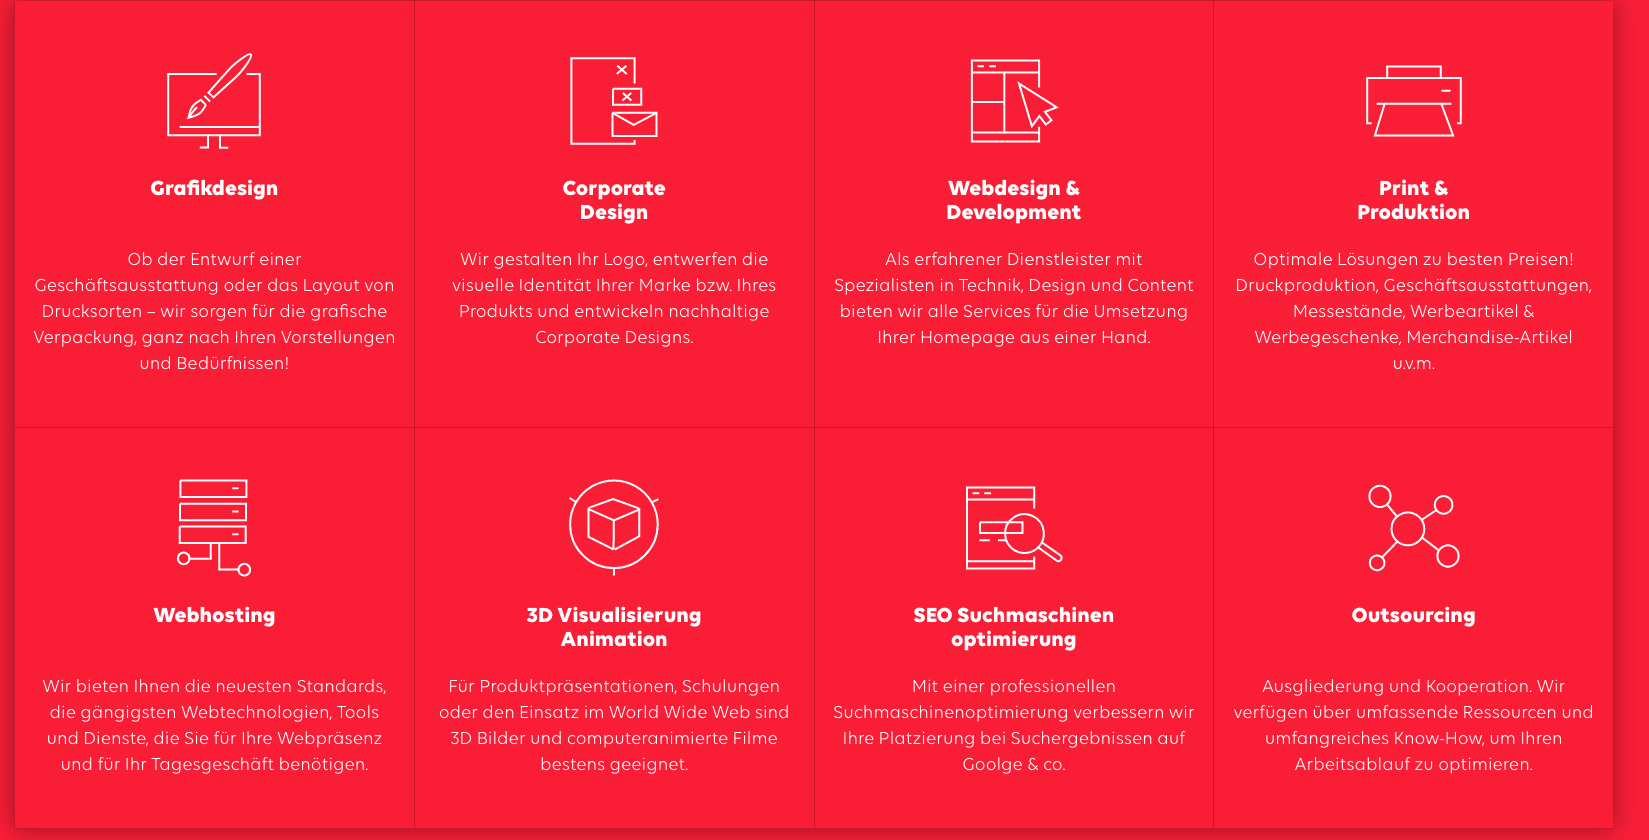 Grafikdesign
Ob der Entwurf einer
Geschäftsausstattung oder das Layout von
Drucksorten – wir sorgen für die grafische
Verpackung, ganz nach Ihren Vorstellungen
und Bedürfnissen!
Corporate
Design
Wir gestalten Ihr Logo, entwerfen die
visuelle Identität Ihrer Marke bzw. Ihres
Produkts und entwickeln nachhaltige
Corporate Designs.
Webdesign &
Development
Als erfahrener Dienstleister mit
Spezialisten in Technik, Design und Content
bieten wir alle Services für die Umsetzung
Ihrer Homepage aus einer Hand.
Print &
Produktion
Optimale Lösungen zu besten Preisen!
Druckproduktion, Geschäftsausstattungen,
Messestände, Werbeartikel &
Werbegeschenke, Merchandise-Artikel
u.v.m.
Webhosting
Wir bieten Ihnen die neuesten Standards,
die gängigsten Webtechnologien, Tools
und Dienste, die Sie für Ihre Webpräsenz
und für Ihr Tagesgeschäft benötigen.
3D Visualisierung
Animation
Für Produktpräsentationen, Schulungen
oder den Einsatz im World Wide Web sind
3D Bilder und computeranimierte Filme
bestens geeignet.
SEO Suchmaschinen
optimierung
Mit einer professionellen
Suchmaschinenoptimierung verbessern wir
Ihre Platzierung bei Suchergebnissen auf
Goolge & co.
Outsourcing
Ausgliederung und Kooperation. Wir
verfügen über umfassende Ressourcen und
umfangreiches Know-How, um Ihren
Arbeitsablauf zu optimieren.